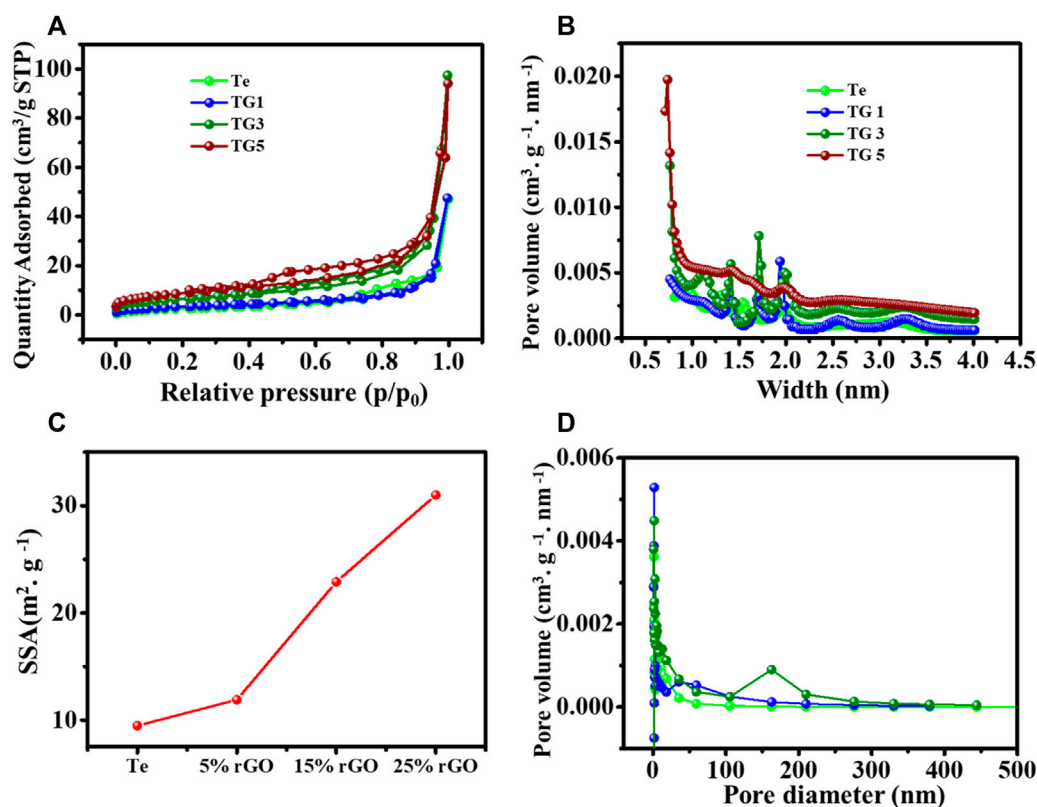 A
Quantity Adsorbed (cm³/g STP)
100
80
60
40
20
0
Te
TG1
TG3
TG5
0.0 0.2 0.4 0.6 0.8 1.0
Relative pressure (p/p₀)
B
Pore volume (cm³. g ⁻¹. nm⁻¹)
0.020
0.015
0.010
0.005
0.000
Te
TG 1
TG 3
TG 5
0.5 1.0 1.5 2.0 2.5 3.0 3.5 4.0 4.5
Width (nm)
C
SSA(m². g ⁻¹)
30
20
10
Te 5% rGO 15% rGO 25% rGO
D
Pore volume (cm³. g ⁻¹. nm⁻¹)
0.006
0.004
0.002
0.000
0 100 200 300 400 500
Pore diameter (nm)